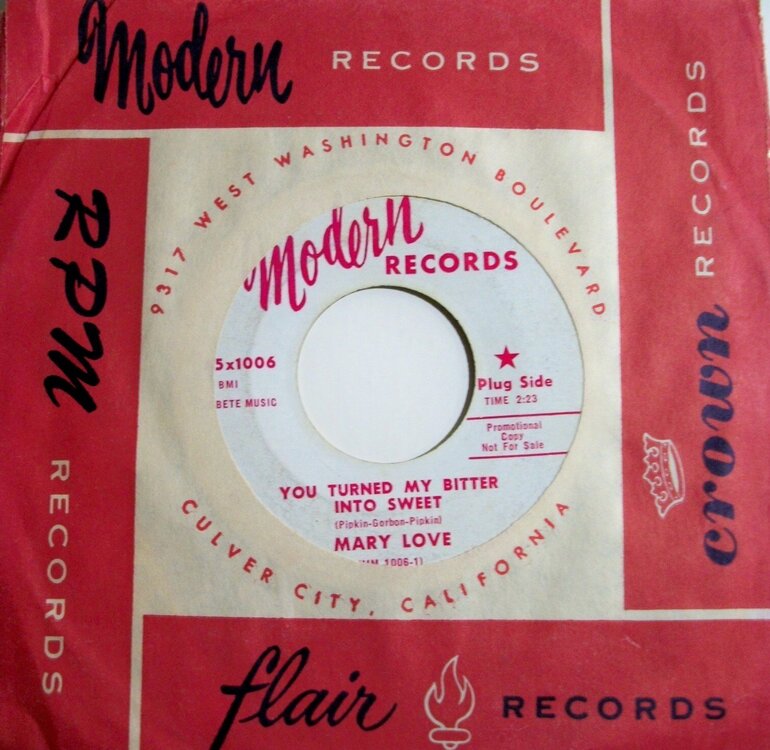 Modern RECORDS
9317 WEST WASHINGTON BOULEVARD
RPM RECORDS
crown RECORDS
Modern
RECORDS
5x1006
BMI
BETE MUSIC
Plug Side
TIME 2:23
Promotional
Copy
Not For Sale
YOU TURNED MY BITTER
INTO SWEET
(Pipkin-Gorbon-Pipkin)
MARY LOVE
1006-1)
CULVER CITY, CALIFORNIA
flair RECORDS